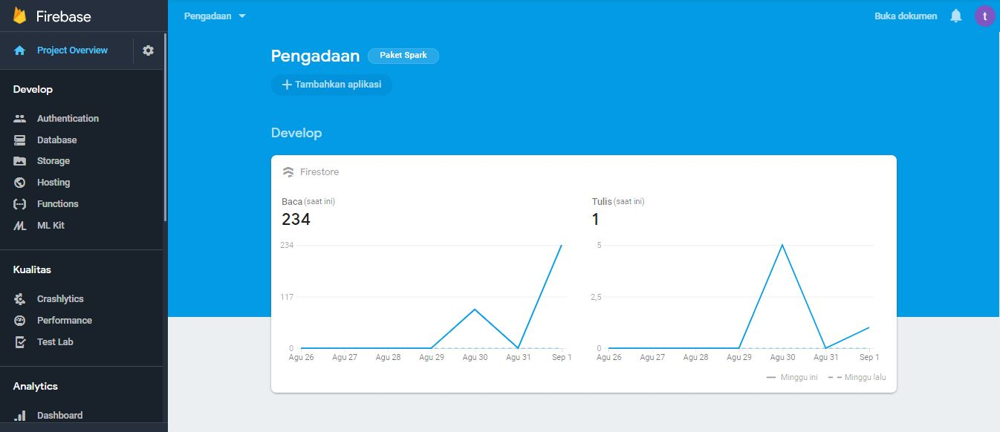 Firebase
Pengadaan
Buka dokumen
t
Project Overview
Develop
Authentication
Database
Storage
Hosting
Functions
ML Kit
Kualitas
Crashlytics
Performance
Test Lab
Analytics
Dashboard
Pengadaan Paket Spark
+ Tambahkan aplikasi
Develop
Firestore
Baca (saat ini)
234
234
117
0
Agu 26 Agu 27 Agu 28 Agu 29 Agu 30 Agu 31 Sep 1
Tulis (saat ini)
1
5
2,5
0
Agu 26 Agu 27 Agu 28 Agu 29 Agu 30 Agu 31 Sep 1
Minggu ini Minggu lalu